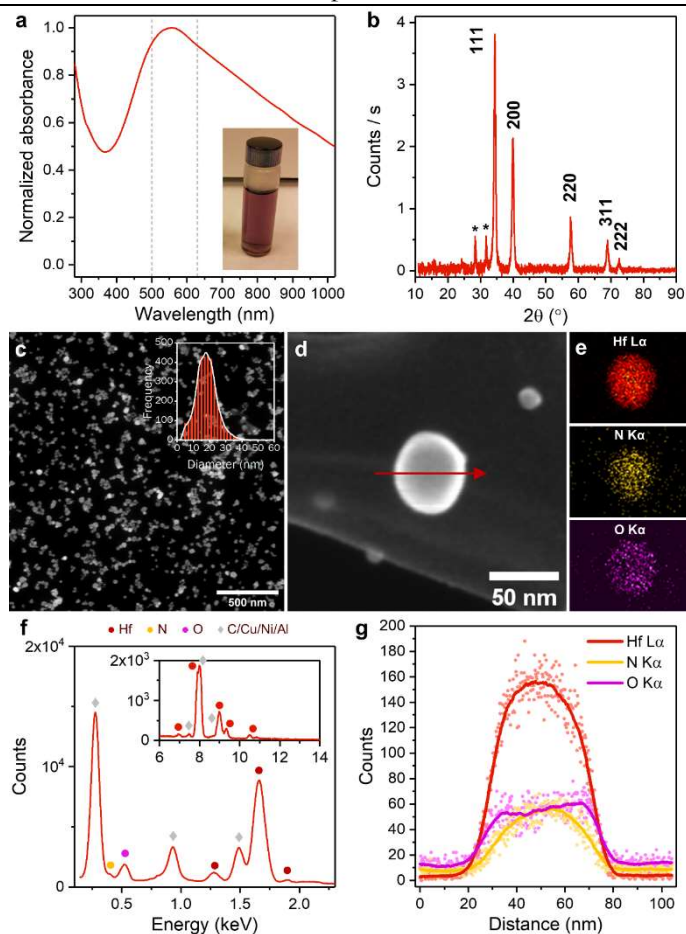 a
Normalized absorbance
1.0
0.8
0.6
0.4
0.2
0.0
300 400 500 600 700 800 900 1000
Wavelength (nm)
b
Counts / s
4
3
2
1
0
111
200
220
311
222
* *
10 20 30 40 50 60 70 80 90
2θ (°)
c
Frequency
500
400
300
200
100
0
0 10 20 30 40 50 60
Diameter (nm)
500 nm
d
50 nm
e
Hf Lα
N Kα
O Kα
f
Hf N O C/Cu/Ni/Al
Counts
2x10⁴
10⁴
0
2x10³
10³
0
6 8 10 12 14
0.5 1.0 1.5 2.0
Energy (keV)
g
Counts
200
180
160
140
120
100
80
60
40
20
0
Hf Lα
N Kα
O Kα
0 20 40 60 80 100
Distance (nm)